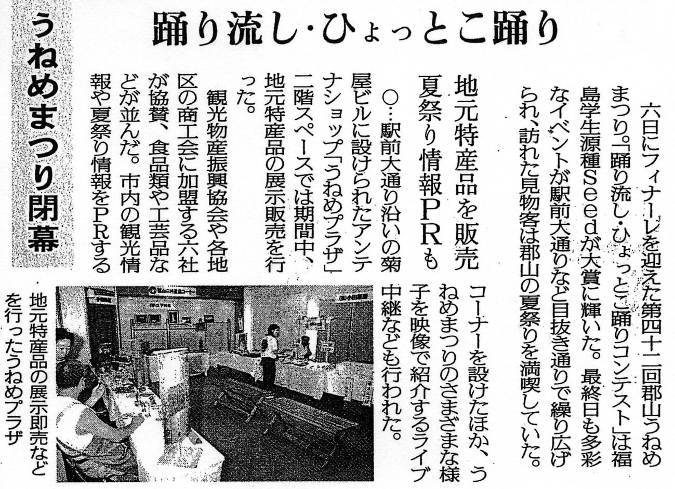 踊り流し・ひょっとこ踊り
うねめまつり閉幕
六日にフィナーレを迎えた第四十二回郡山うねめ
まつり。「踊り流し・ひょっとこ踊りコンテスト」は福
島学生源種Ｓｅｅｄが大賞に輝いた。最終日も多彩
なイベントが駅前大通りなど目抜き通りで繰り広げ
られ、訪れた見物客は郡山の夏祭りを満喫していた。
地元特産品を販売
夏祭り情報ＰＲも
〇…駅前大通り沿いの菊
屋ビルに設けられたアンテ
ナショップ「うねめプラザ」
二階スペースでは期間中、
地元特産品の展示販売を行
った。
観光物産振興協会や各地
区の商工会に加盟する六社
が協賛、食品類や工芸品な
どが並んだ。市内の観光情
報や夏祭り情報をＰＲする
コーナーを設けたほか、う
ねめまつりのさまざまな様
子を映像で紹介するライブ
中継なども行われた。
地元特産品の展示即売など
を行ったうねめプラザ